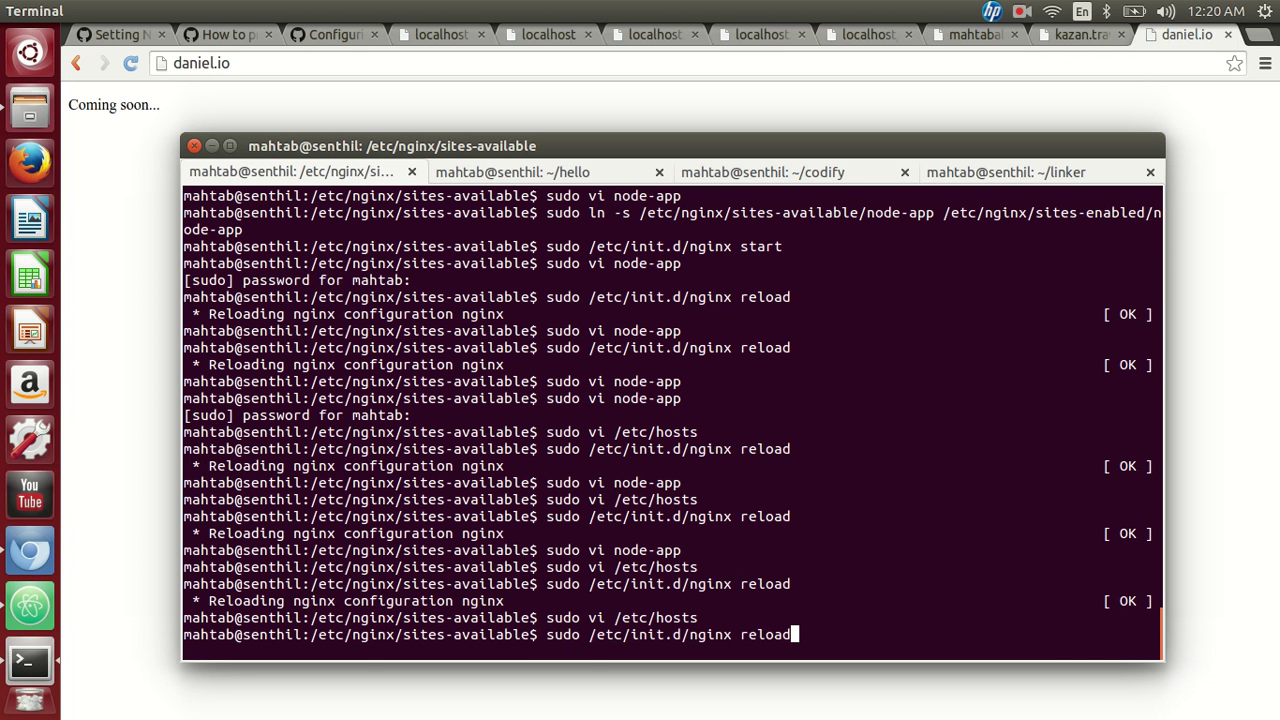 Terminal
hp
En
12:20 AM
Setting N
How to p
Configuri
localhost
localhost
localhost
localhost
localhost
mahtabal
kazan.tra
daniel.io
daniel.io
Coming soon...
mahtab@senthil: /etc/nginx/sites-available
mahtab@senthil: /etc/nginx/si...
mahtab@senthil: ~/hello
mahtab@senthil: ~/codify
mahtab@senthil: ~/linker
mahtab@senthil:/etc/nginx/sites-available$ sudo vi node-app
mahtab@senthil:/etc/nginx/sites-available$ sudo ln -s /etc/nginx/sites-available/node-app /etc/nginx/sites-enabled/n
ode-app
mahtab@senthil:/etc/nginx/sites-available$ sudo /etc/init.d/nginx start
mahtab@senthil:/etc/nginx/sites-available$ sudo vi node-app
[sudo] password for mahtab:
mahtab@senthil:/etc/nginx/sites-available$ sudo /etc/init.d/nginx reload
* Reloading nginx configuration nginx [ OK ]
mahtab@senthil:/etc/nginx/sites-available$ sudo vi node-app
mahtab@senthil:/etc/nginx/sites-available$ sudo /etc/init.d/nginx reload
* Reloading nginx configuration nginx [ OK ]
mahtab@senthil:/etc/nginx/sites-available$ sudo vi node-app
mahtab@senthil:/etc/nginx/sites-available$ sudo vi node-app
[sudo] password for mahtab:
mahtab@senthil:/etc/nginx/sites-available$ sudo vi /etc/hosts
mahtab@senthil:/etc/nginx/sites-available$ sudo /etc/init.d/nginx reload
* Reloading nginx configuration nginx [ OK ]
mahtab@senthil:/etc/nginx/sites-available$ sudo vi node-app
mahtab@senthil:/etc/nginx/sites-available$ sudo vi /etc/hosts
mahtab@senthil:/etc/nginx/sites-available$ sudo /etc/init.d/nginx reload
* Reloading nginx configuration nginx [ OK ]
mahtab@senthil:/etc/nginx/sites-available$ sudo vi node-app
mahtab@senthil:/etc/nginx/sites-available$ sudo vi /etc/hosts
mahtab@senthil:/etc/nginx/sites-available$ sudo /etc/init.d/nginx reload
* Reloading nginx configuration nginx [ OK ]
mahtab@senthil:/etc/nginx/sites-available$ sudo vi /etc/hosts
mahtab@senthil:/etc/nginx/sites-available$ sudo /etc/init.d/nginx reload
You
Tube